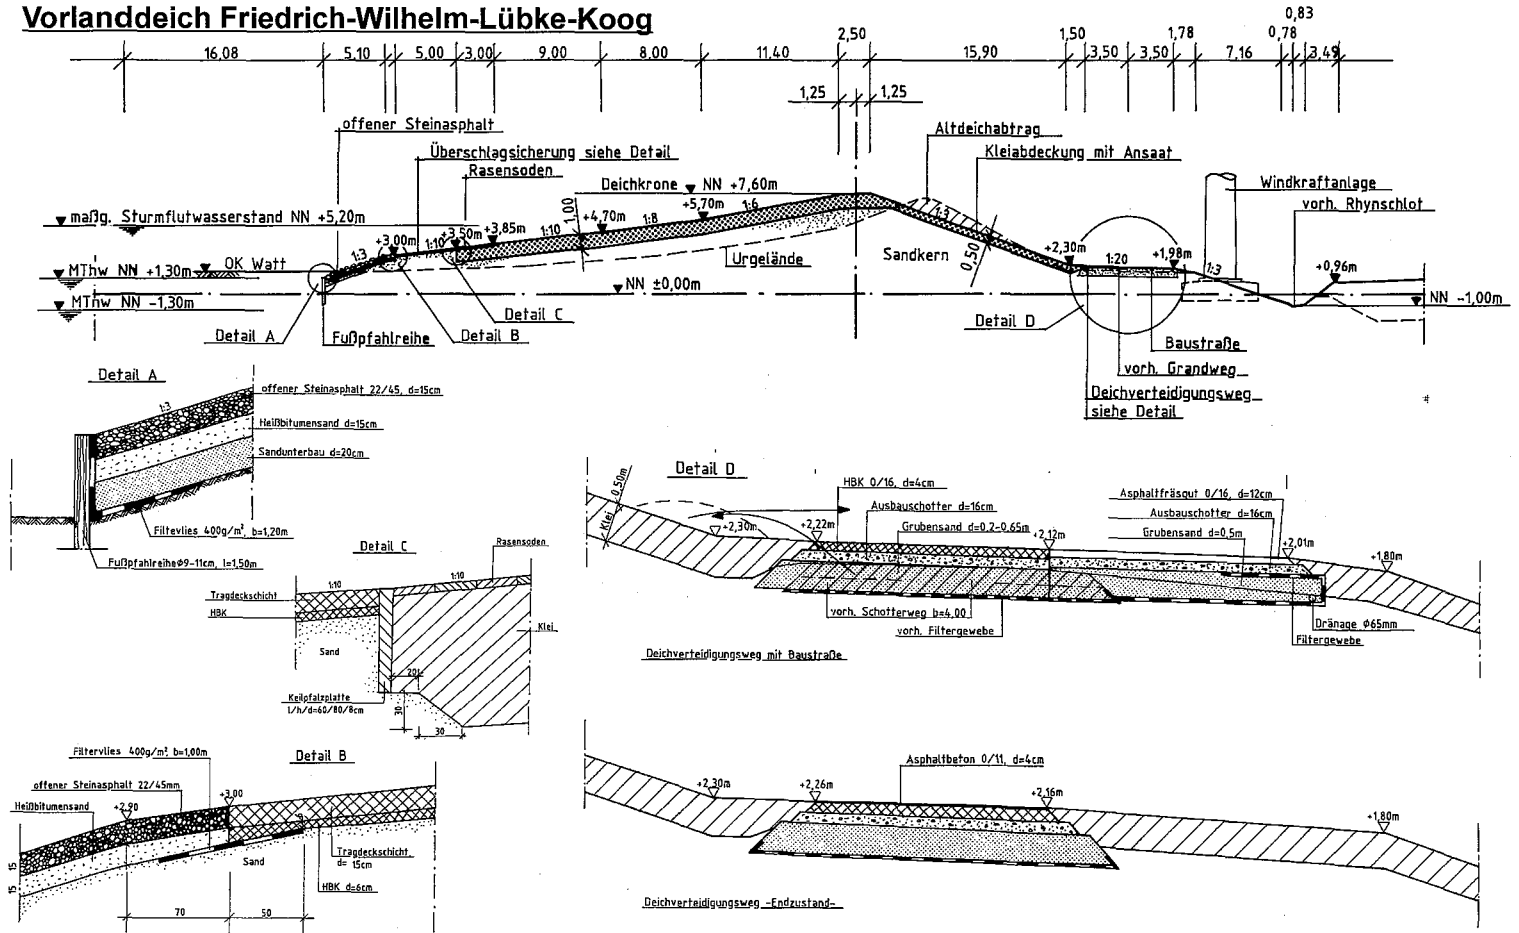 Vorlanddeich Friedrich-Wilhelm-Lübke-Koog
0,83
2,50 1,50 1,78 0,78
16,08 5,10 5,00 3,00 9,00 8,00 11,40 15,90 3,50 3,50 7,16 3,49
1,25 1,25
offener Steinasphalt
Altdeichabtrag
Überschlagsicherung siehe Detail
Kleiabdeckung mit Ansaat
Rasensoden
Deichkrone NN +7,60m
Windkraftanlage
maßg. Sturmflutwasserstand NN +5,20m
1,00
+5,70m 1:6
vorh. Rhynschlot
+3,00m 1:10 +3,50m +3,85m 1:10 +4,70m 1:8
1:3
1:3
MThw NN +1,30m OK Watt
Urgelände
Sandkern
0,50
+2,30m 1:20 +1,98m
1:3
+0,96m
NN ±0,00m
MThw NN -1,30m
NN -1,00m
Detail A
Fußpfahlreihe
Detail B
Detail C
Detail D
Baustraße
vorh. Grandweg
Deichverteidigungsweg
siehe Detail
Detail A
1:3
offener Steinasphalt 22/45, d=15cm
Heißbitumensand d=15cm
Sandunterbau d=20cm
Filtevlies 400g/m², b=1,20m
Fußpfahlreiheø9-11cm, l=1,50m
Detail C
Rasensoden
1:10 1:10
Tragdeckschicht
HBK
Sand
Klei
20
Keilpfalzplatte
l/h/d=60/80/8cm
30
30
Detail D
0,50m
Klei
HBK 0/16, d=4cm
Ausbauschotter d=16cm
Grubensand d=0,2-0,65m
Asphaltfräsgut 0/16, d=12cm
Ausbauschotter d=16cm
Grubensand d=0,5m
+2,30m +2,22m +2,12m +2,01m +1,80m
vorh. Schotterweg b=4,00
vorh. Filtergewebe
Dränage ø65mm
Filtergewebe
Deichverteidigungsweg mit Baustraße
Detail B
Filtervlies 400g/m², b=1,00m
offener Steinasphalt 22/45mm
Heißbitumensand
+2,90
+3,00
Sand
Tragdeckschicht
d= 15cm
HBK d=6cm
15
15
70 50
Asphaltbeton 0/11, d=4cm
+2,30m +2,26m +2,16m +1,80m
Deichverteidigungsweg -Endzustand-